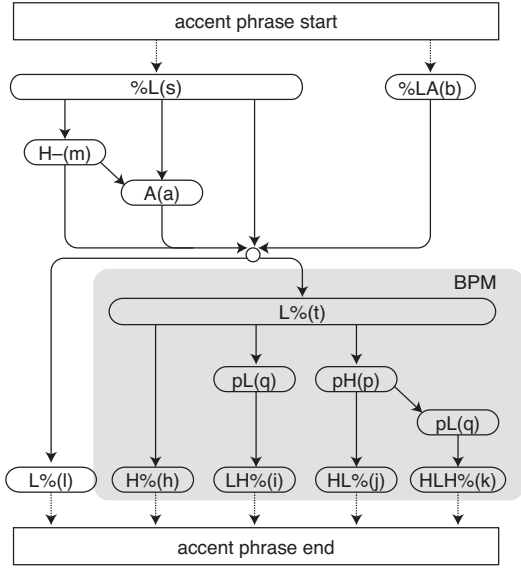 accent phrase start
%L(s)
%LA(b)
H–(m)
A(a)
BPM
L%(t)
pL(q)
pH(p)
pL(q)
L%(l)
H%(h)
LH%(i)
HL%(j)
HLH%(k)
accent phrase end